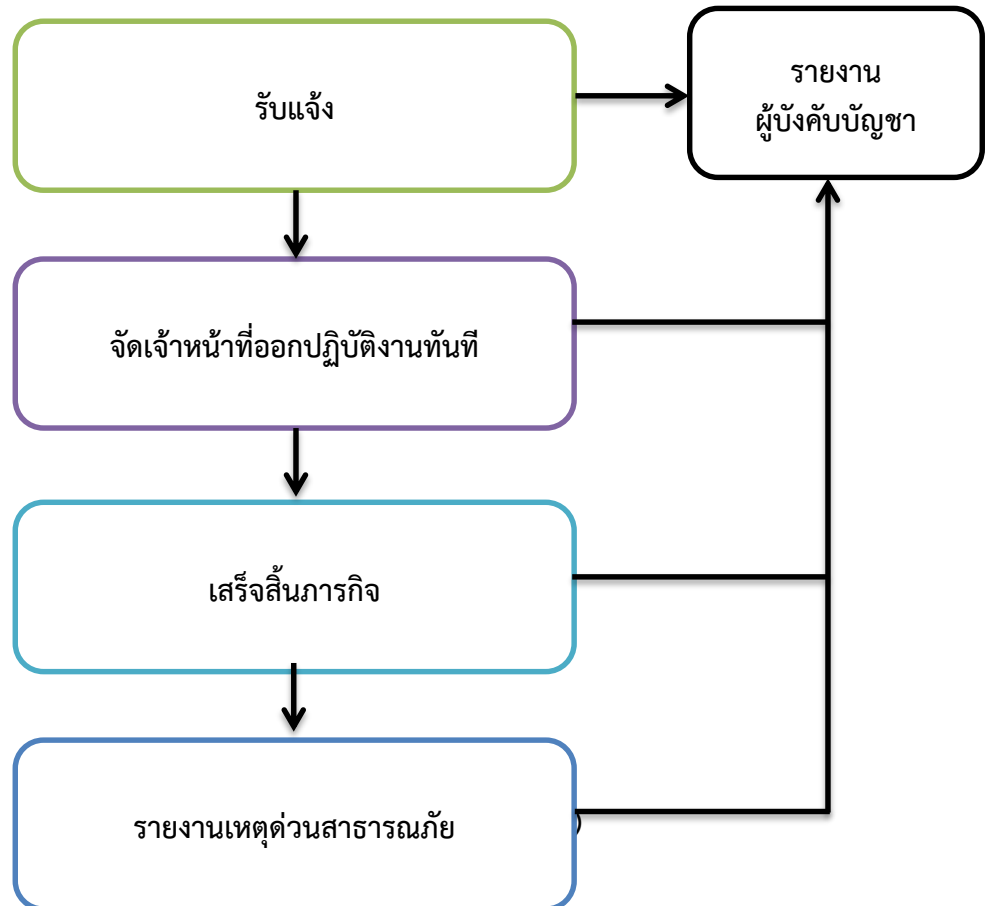 รับแจ้ง
รายงาน
ผู้บังคับบัญชา
จัดเจ้าหน้าที่ออกปฏิบัติงานทันที
เสร็จสิ้นภารกิจ
รายงานเหตุด่วนสาธารณภัย